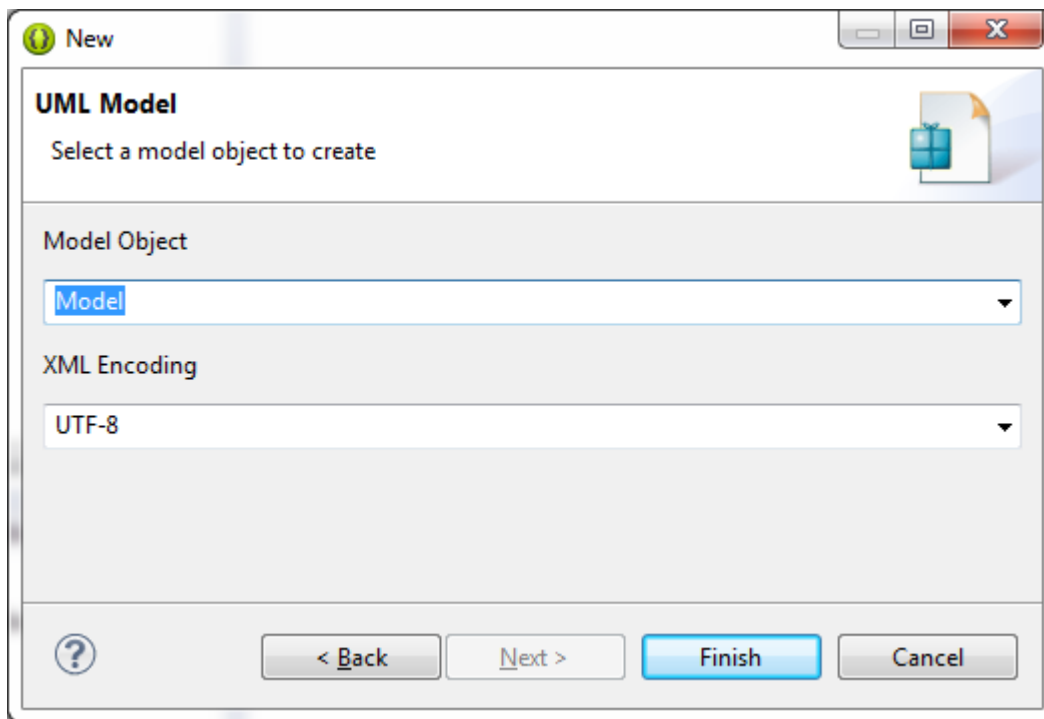 New
UML Model
Select a model object to create
Model Object
Model
XML Encoding
UTF-8
< Back Next > Finish Cancel